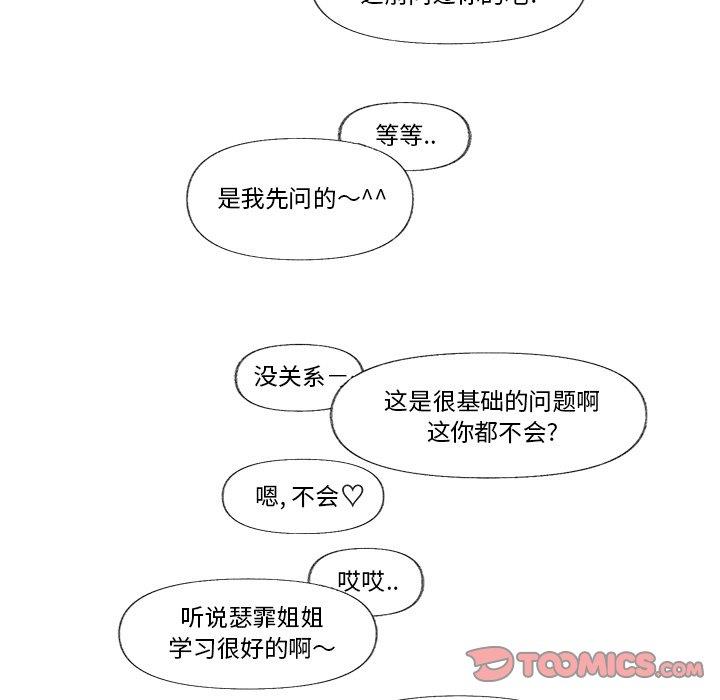 等等..
是我先问的～^^
没关系－
这是很基础的问题啊
这你都不会?
嗯, 不会♡
哎哎..
听说瑟霏姐姐
学习很好的啊～
TOOMICS.COM